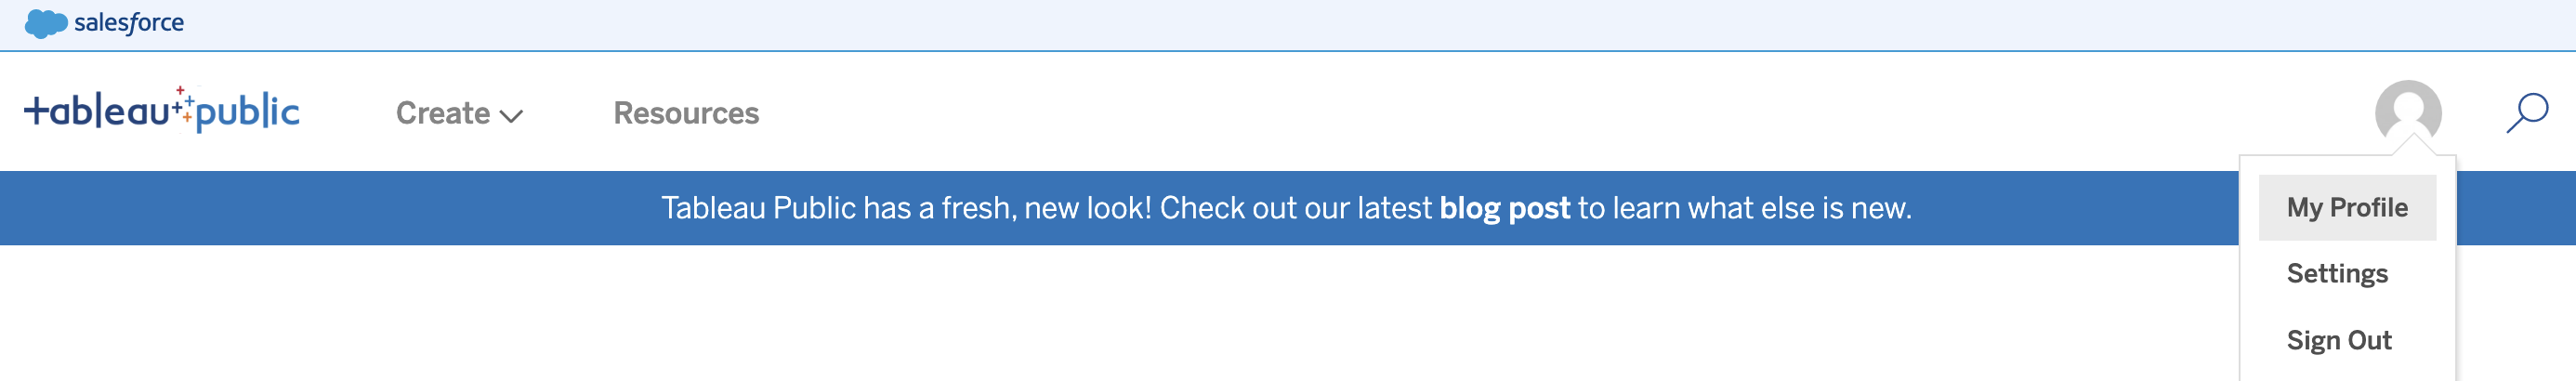 salesforce
tableau public
Create
Resources
Tableau Public has a fresh, new look! Check out our latest blog post to learn what else is new.
My Profile
Settings
Sign Out